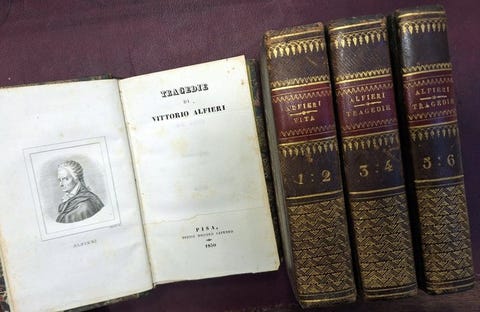 ALFIERI
TRAGEDIE
DI
VITTORIO ALFIERI
PISA,
1830
ALFIERI
VITA
1:2
ALFIERI
TRAGEDIE
3:4
ALFIERI
TRAGEDIE
5:6